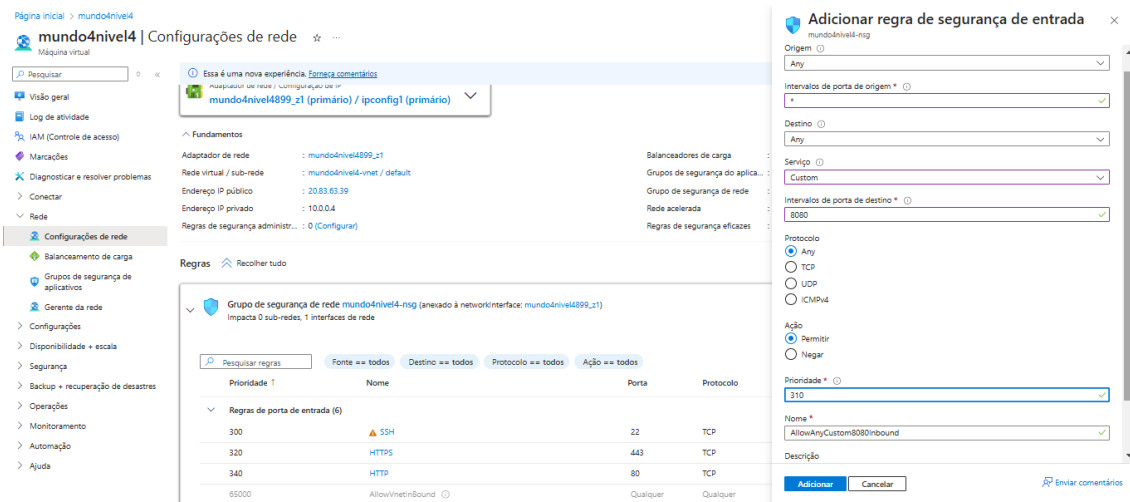 Página inicial > mundo4nivel4
mundo4nivel4 | Configurações de rede ☆ ...
Máquina virtual
Pesquisar
Visão geral
Log de atividade
IAM (Controle de acesso)
Marcações
Diagnosticar e resolver problemas
Conectar
Rede
Configurações de rede
Balanceamento de carga
Grupos de segurança de
aplicativos
Gerente da rede
Configurações
Disponibilidade + escala
Segurança
Backup + recuperação de desastres
Operações
Monitoramento
Automação
Ajuda
Essa é uma nova experiência. Forneça comentários
Adaptador de rede / Configuração de IP
mundo4nivel4899_z1 (primário) / ipconfig1 (primário)
Fundamentos
Adaptador de rede : mundo4nivel4899_z1
Rede virtual / sub-rede : mundo4nivel4-vnet / default
Endereço IP público : 20.83.63.39
Endereço IP privado : 10.0.0.4
Regras de segurança administr... : 0 (Configurar)
Balanceadores de carga :
Grupos de segurança do aplica... :
Grupo de segurança de rede :
Rede acelerada :
Regras de segurança eficazes :
Regras Recolher tudo
Grupo de segurança de rede mundo4nivel4-nsg (anexado à networkInterface: mundo4nivel4899_z1)
Impacta 0 sub-redes, 1 interfaces de rede
Pesquisar regras Fonte == todos Destino == todos Protocolo == todos Ação == todos
Prioridade ↑ Nome Porta Protocolo
Regras de porta de entrada (6)
300 SSH 22 TCP
320 HTTPS 443 TCP
340 HTTP 80 TCP
65000 AllowVnetInBound Qualquer Qualquer
Adicionar regra de segurança de entrada
mundo4nivel4-nsg
Origem
Any
Intervalos de porta de origem *
*
Destino
Any
Serviço
Custom
Intervalos de porta de destino *
8080
Protocolo
Any
TCP
UDP
ICMPv4
Ação
Permitir
Negar
Prioridade *
310
Nome *
AllowAnyCustom8080Inbound
Descrição
Adicionar Cancelar Enviar comentários